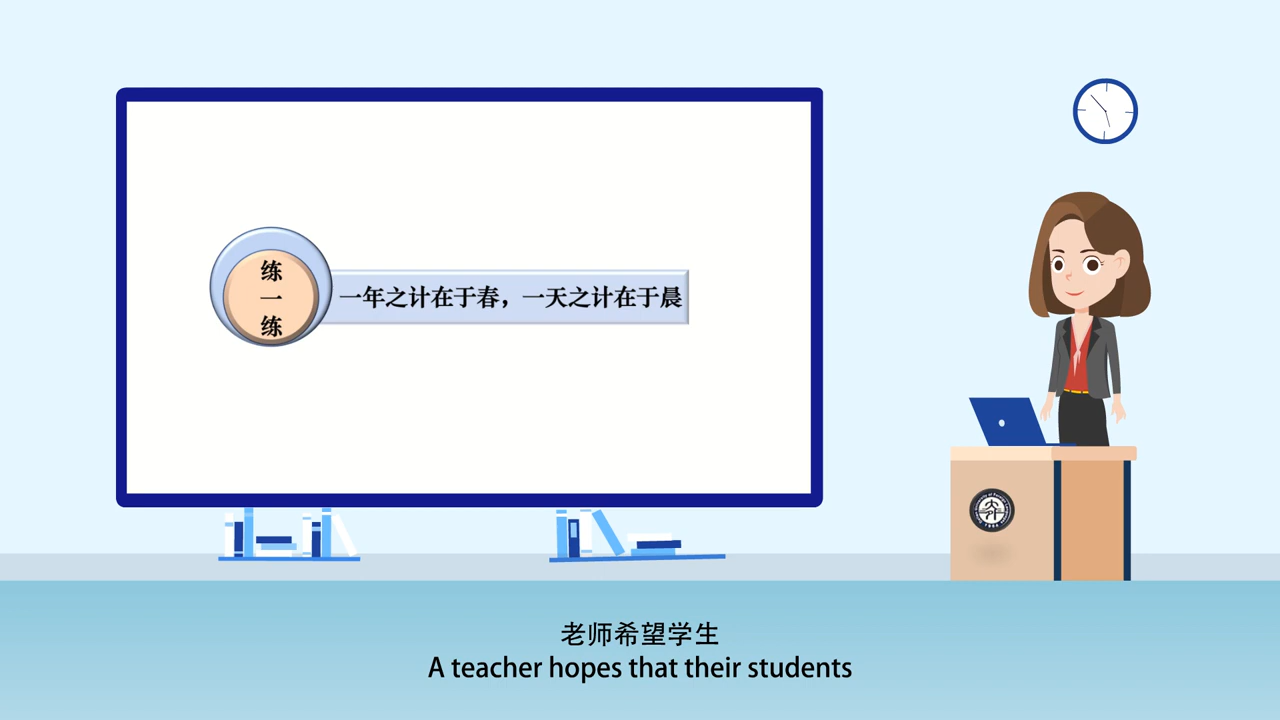 练
一
练
一年之计在于春，一天之计在于晨
老师希望学生
A teacher hopes that their students